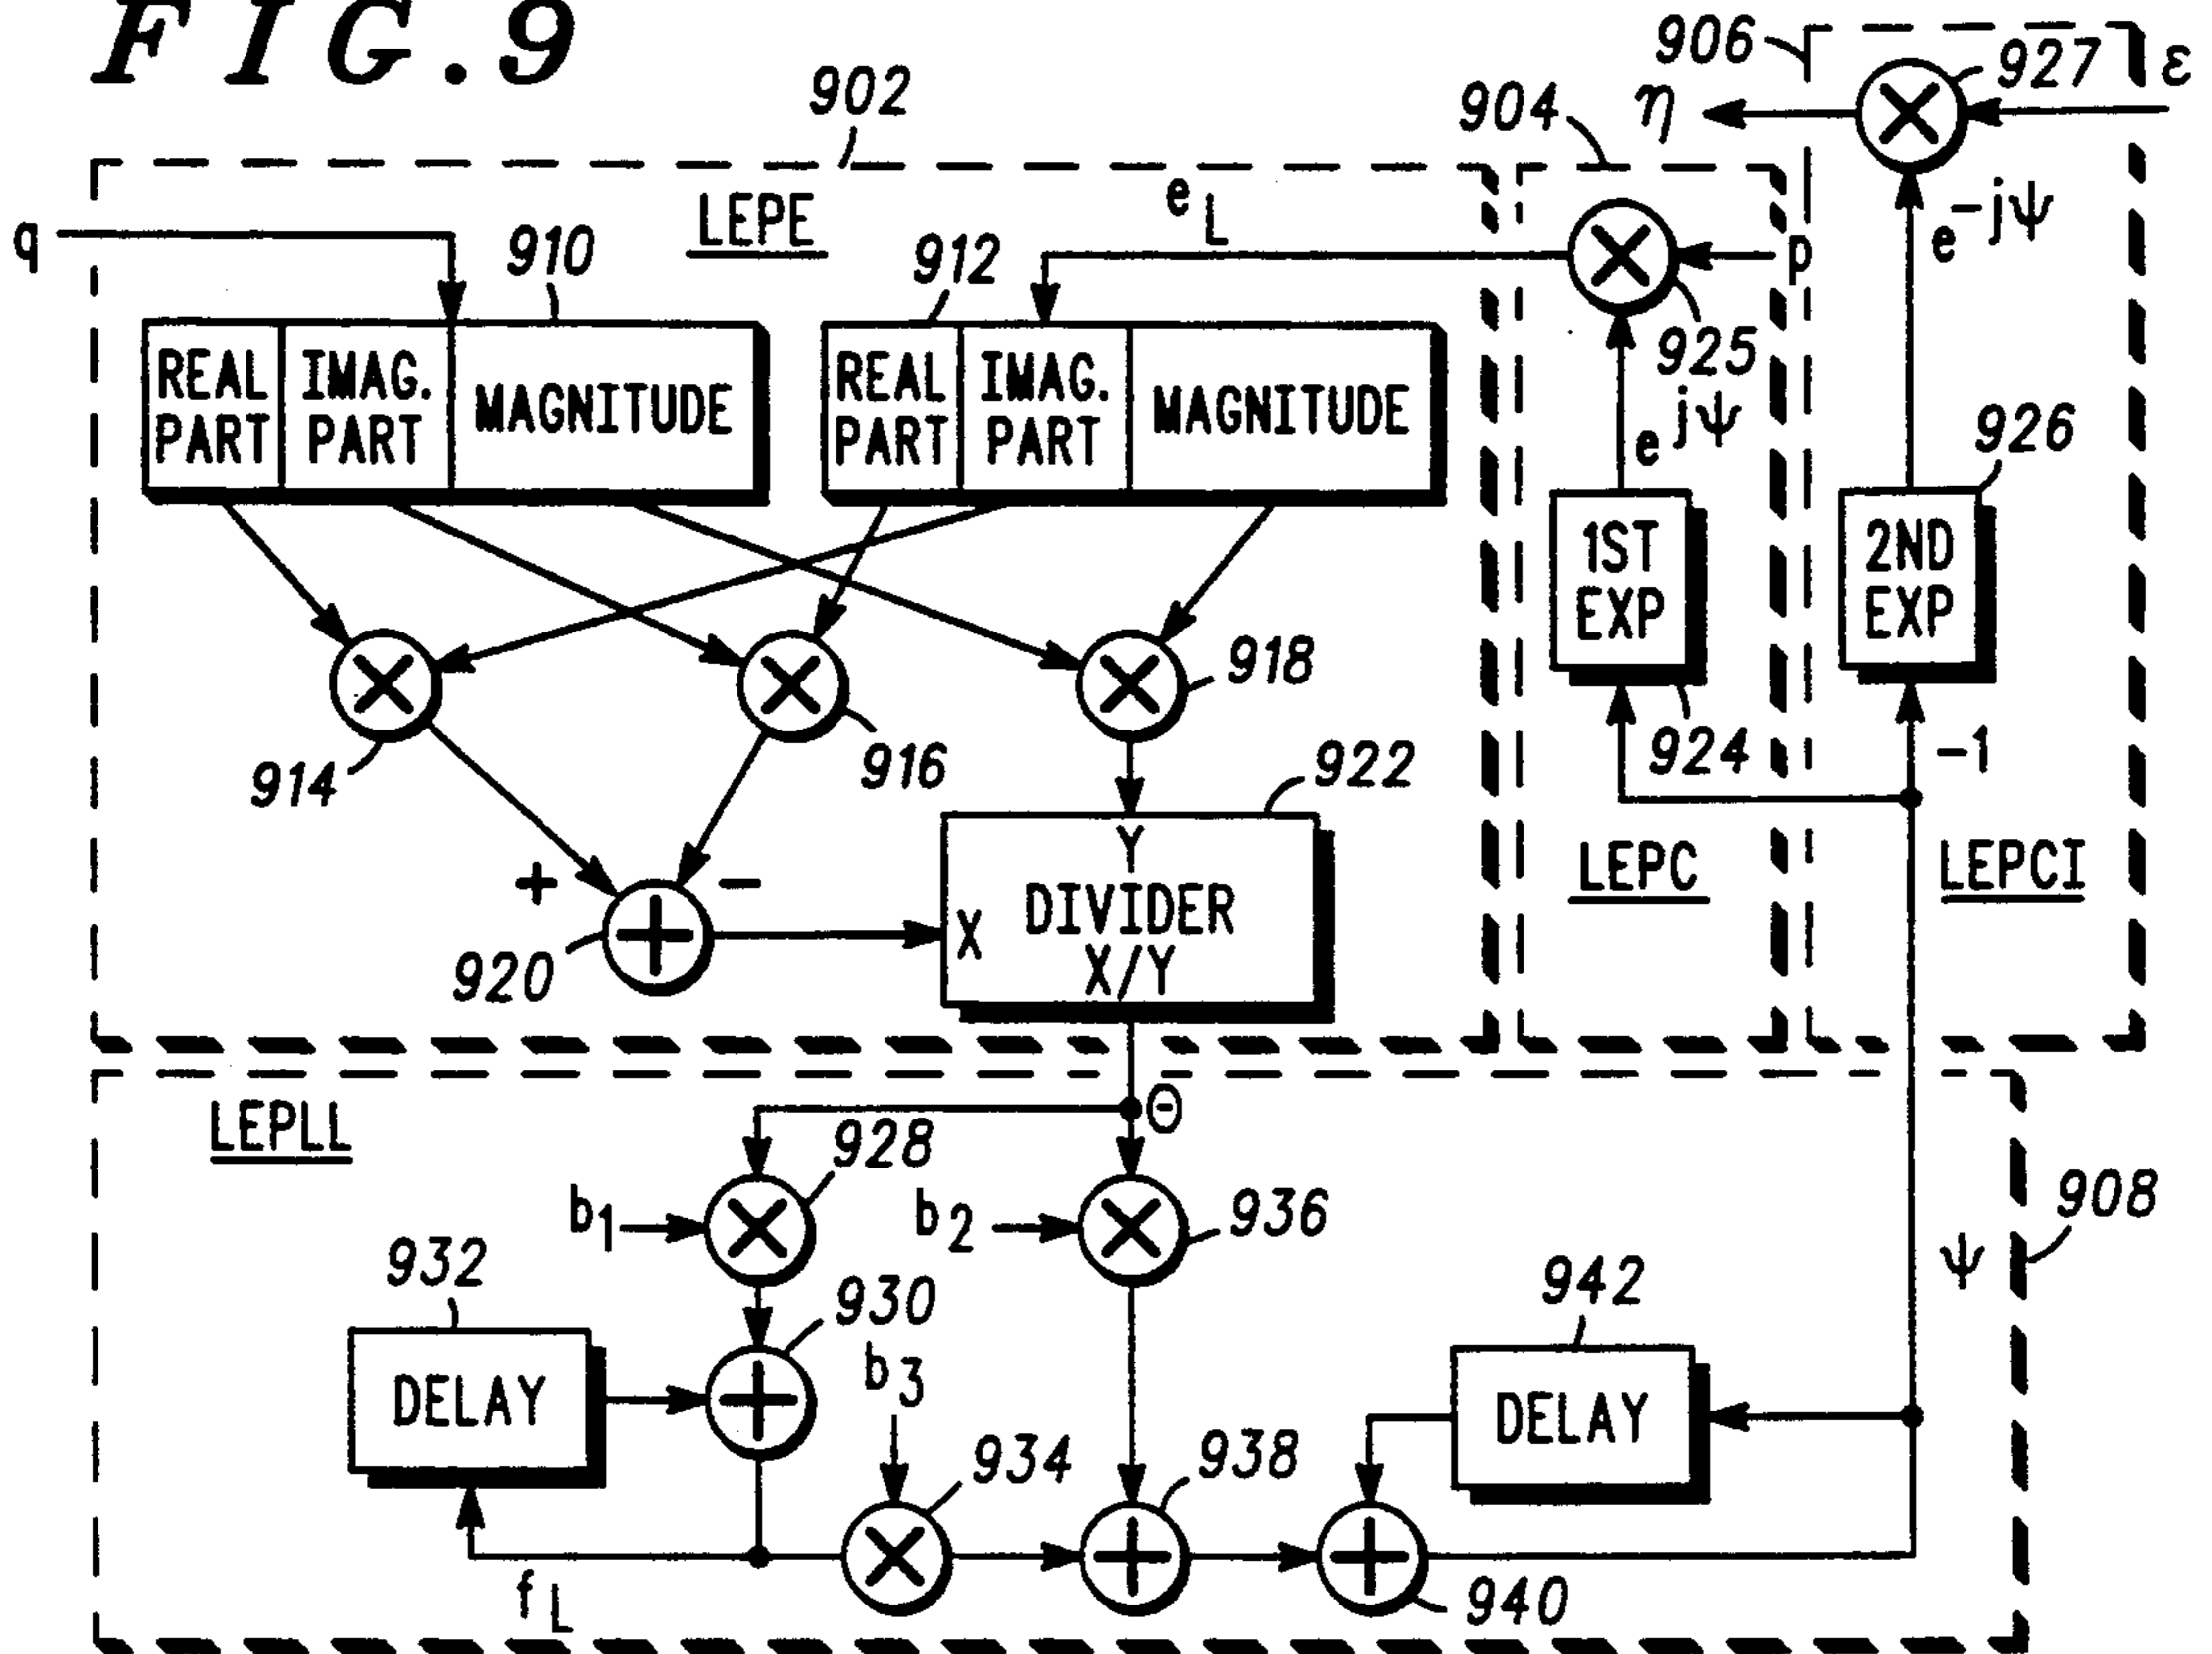 FIG.9
902
906
927
ε
904
η
LEPE
e L
e -jψ
q
910
912
p
REAL PART
IMAG. PART
MAGNITUDE
REAL PART
IMAG. PART
MAGNITUDE
925
e jψ
926
1ST EXP
2ND EXP
918
914
916
922
924
-1
+
-
Y
DIVIDER
X
X/Y
920
LEPC
LEPCI
LEPLL
Θ
928
b1
b2
936
908
ψ
932
930
942
b3
DELAY
DELAY
934
938
fL
940